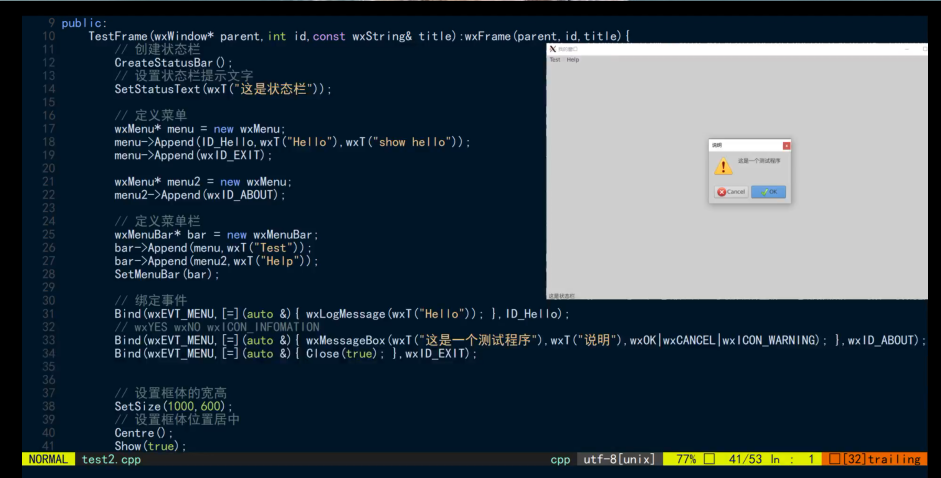 9 public:
10 TestFrame(wxWindow* parent,int id,const wxString& title):wxFrame(parent,id,title){
11 // 创建状态栏
12 CreateStatusBar();
13 // 设置状态栏提示文字
14 SetStatusText(wxT("这是状态栏"));
15
16 // 定义菜单
17 wxMenu* menu = new wxMenu;
18 menu->Append(ID_Hello,wxT("Hello"),wxT("show hello"));
19 menu->Append(wxID_EXIT);
20
21 wxMenu* menu2 = new wxMenu;
22 menu2->Append(wxID_ABOUT);
23
24 // 定义菜单栏
25 wxMenuBar* bar = new wxMenuBar;
26 bar->Append(menu,wxT("Test"));
27 bar->Append(menu2,wxT("Help"));
28 SetMenuBar(bar);
29
30 // 绑定事件
31 Bind(wxEVT_MENU,[=](auto &){ wxLogMessage(wxT("Hello")); },ID_Hello);
32 // wxYES wxNO wxICON_INFOMATION
33 Bind(wxEVT_MENU,[=](auto &){ wxMessageBox(wxT("这是一个测试程序"),wxT("说明"),wxOK|wxCANCEL|wxICON_WARNING); },wxID_ABOUT);
34 Bind(wxEVT_MENU,[=](auto &){ Close(true); },wxID_EXIT);
35
36
37 // 设置框体的宽高
38 SetSize(1000,600);
39 // 设置框体位置居中
40 Centre();
41 Show(true);
NORMAL test2.cpp cpp utf-8[unix] 77% 41/53 ln : 1 [32]trailing
Test Help
说明
这是一个测试程序
Cancel OK
这是状态栏